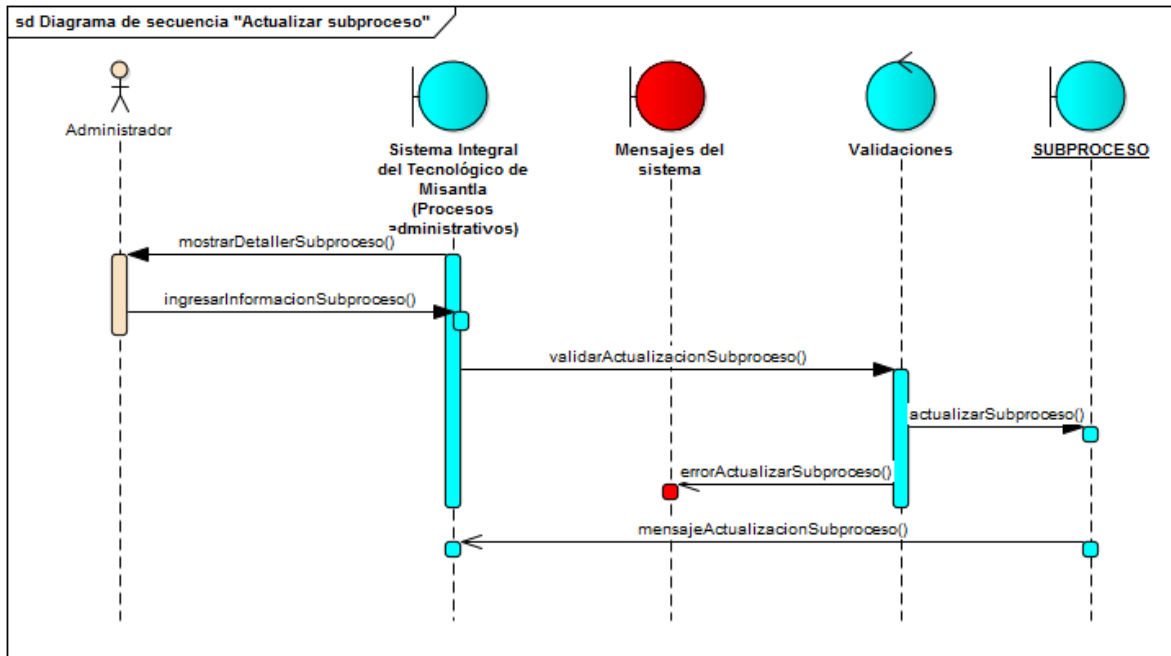 sd Diagrama de secuencia "Actualizar subproceso"
Administrador
Sistema Integral
del Tecnológico de
Misantla
(Procesos
administrativos)
Mensajes del
sistema
Validaciones
SUBPROCESO
mostrarDetallerSubproceso()
ingresarInformacionSubproceso()
validarActualizacionSubproceso()
actualizarSubproceso()
errorActualizarSubproceso()
mensajeActualizacionSubproceso()